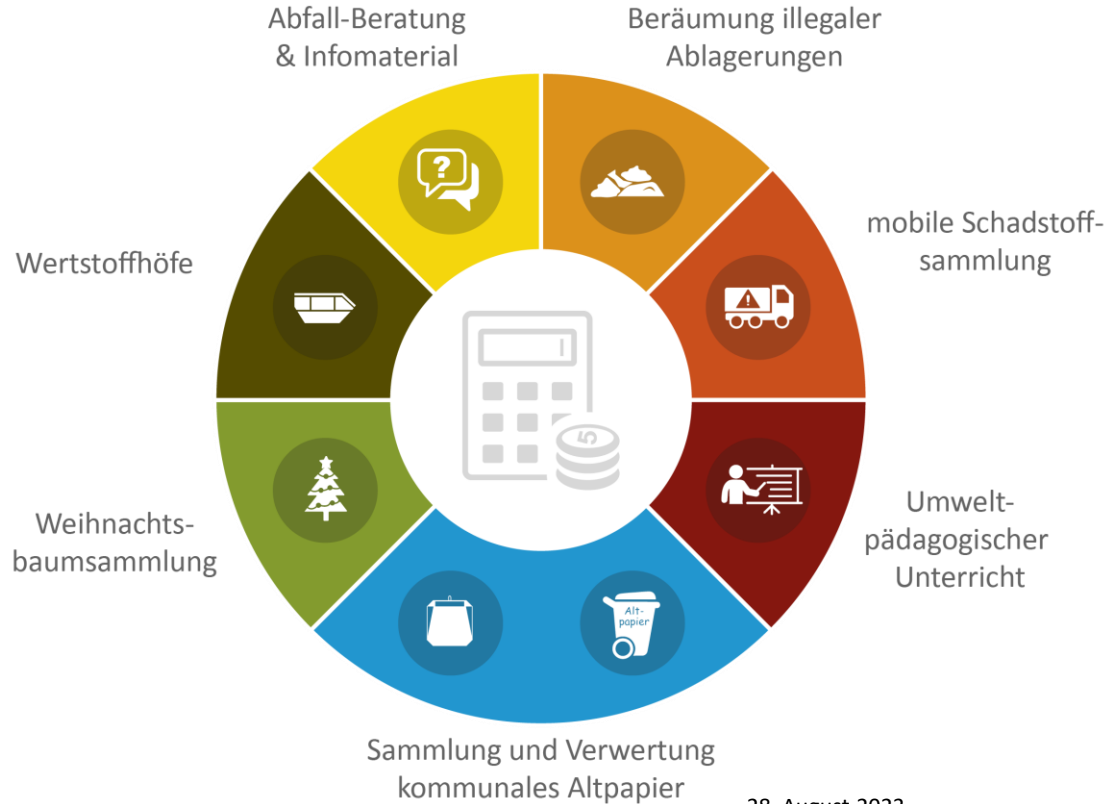 Abfall-Beratung
& Infomaterial
Beräumung illegaler
Ablagerungen
?
mobile Schadstoff-
sammlung
Wertstoffhöfe
5
Umwelt-
pädagogischer
Unterricht
Weihnachts-
baumsammlung
Alt-
papier
Sammlung und Verwertung
kommunales Altpapier